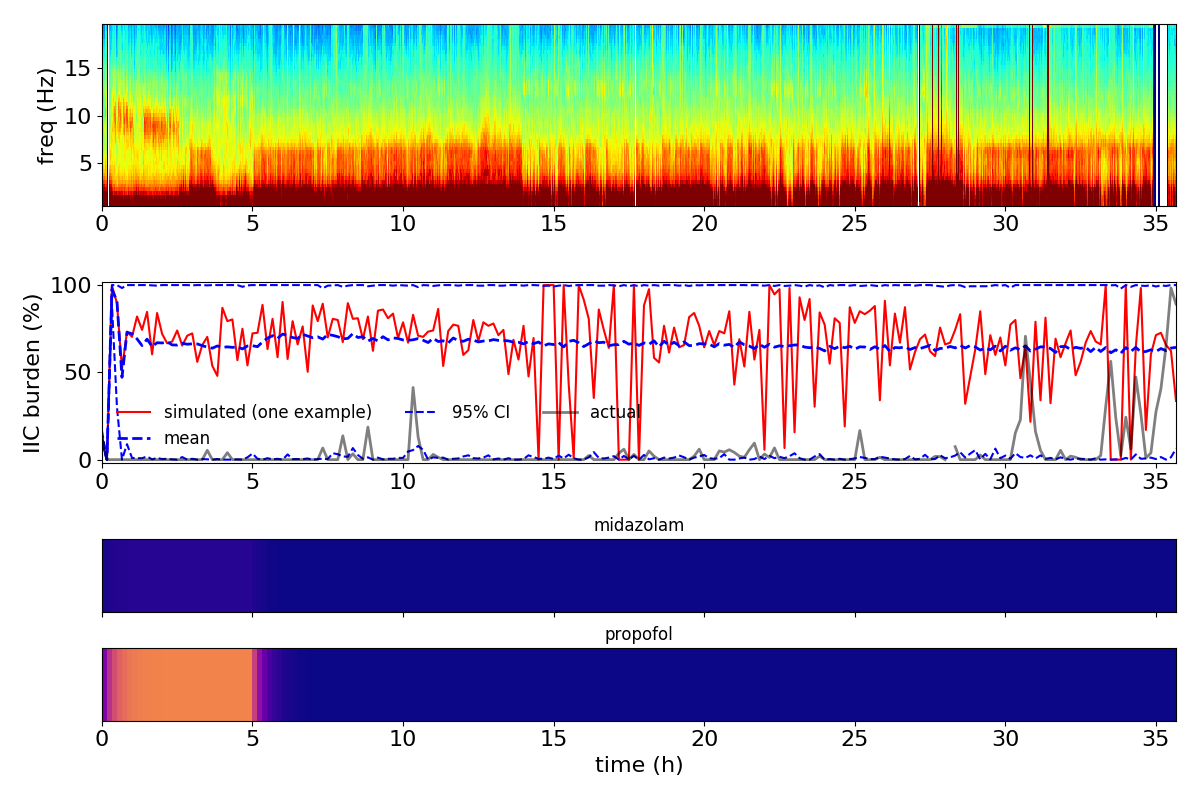 freq (Hz)
15
10
5
0 5 10 15 20 25 30 35
IIC burden (%)
100
50
0
simulated (one example) 95% CI actual
mean
0 5 10 15 20 25 30 35
midazolam
propofol
0 5 10 15 20 25 30 35
time (h)